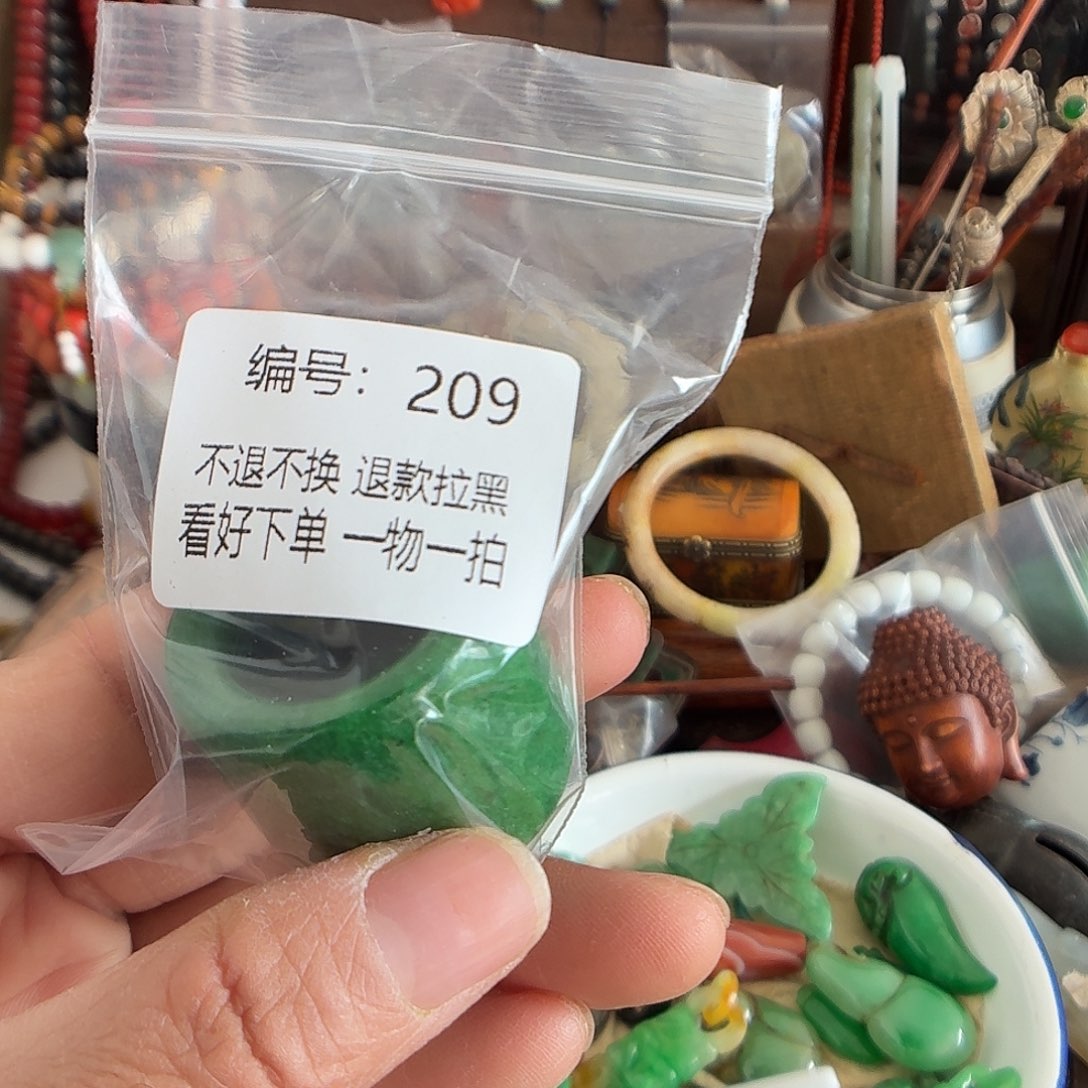 编号： 209
不退不换 退款拉黑
看好下单 一物一拍